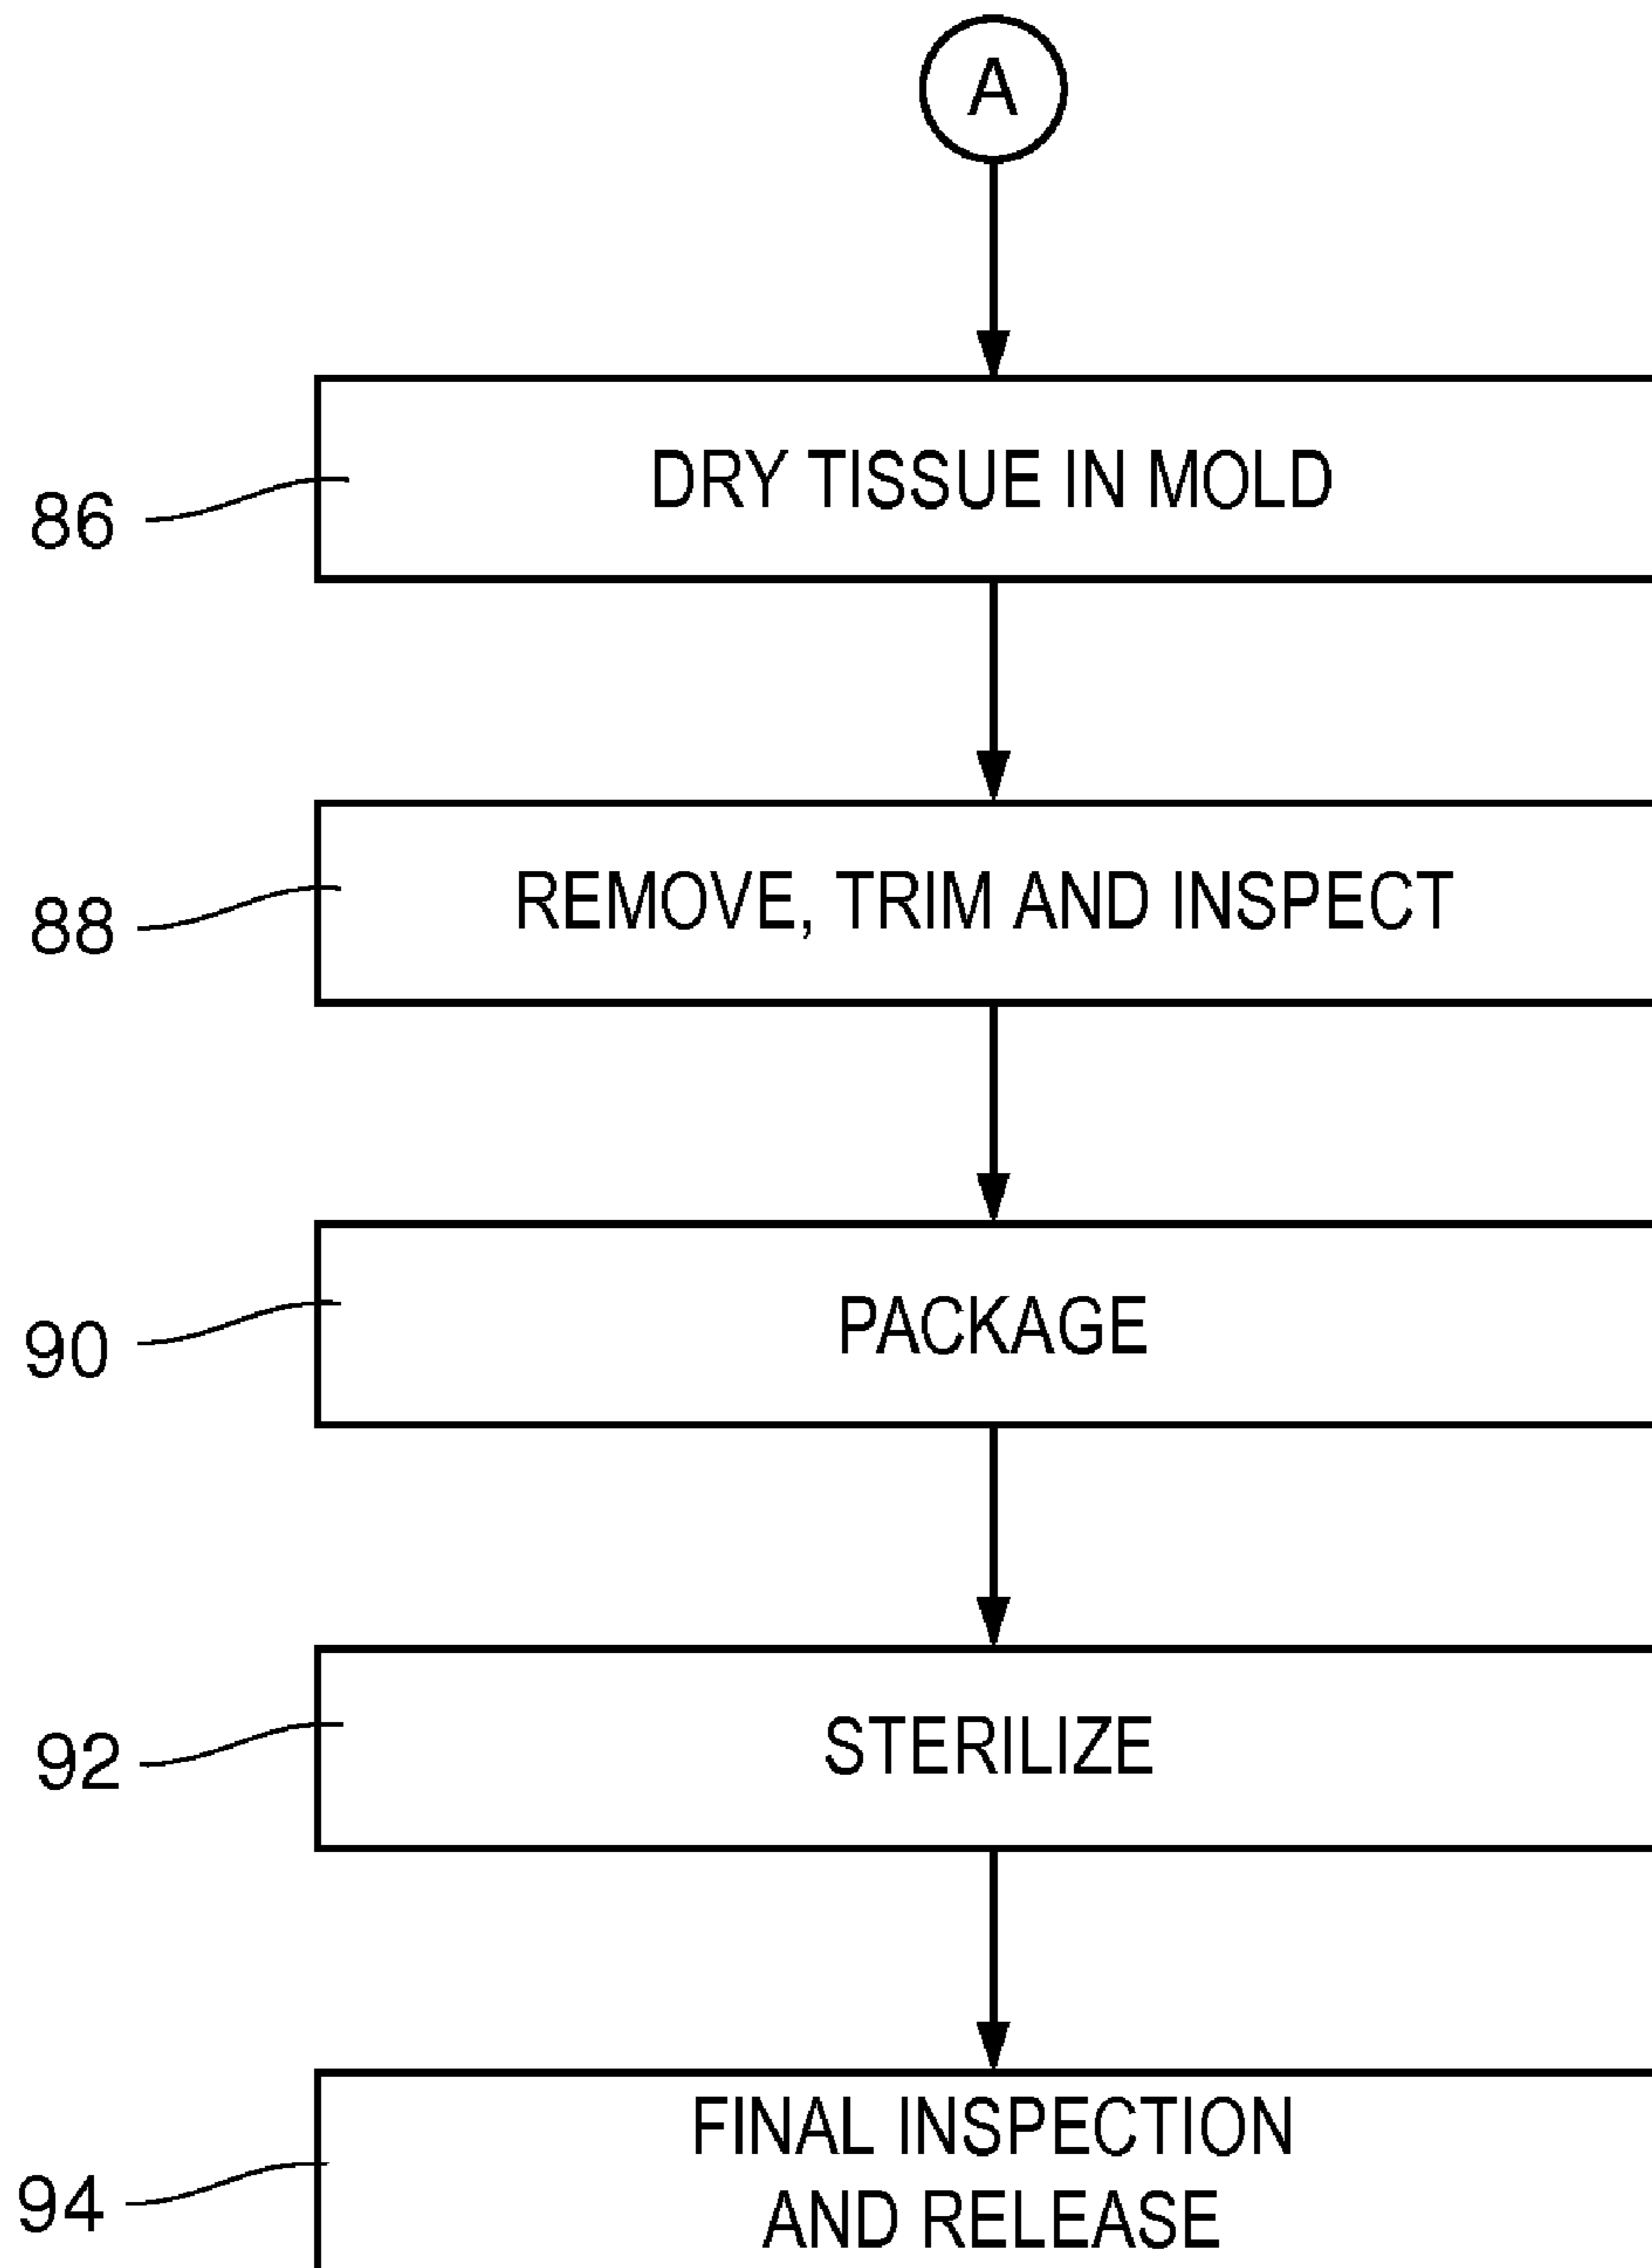 A
86
DRY TISSUE IN MOLD
88
REMOVE, TRIM AND INSPECT
90
PACKAGE
92
STERILIZE
94
FINAL INSPECTION
AND RELEASE